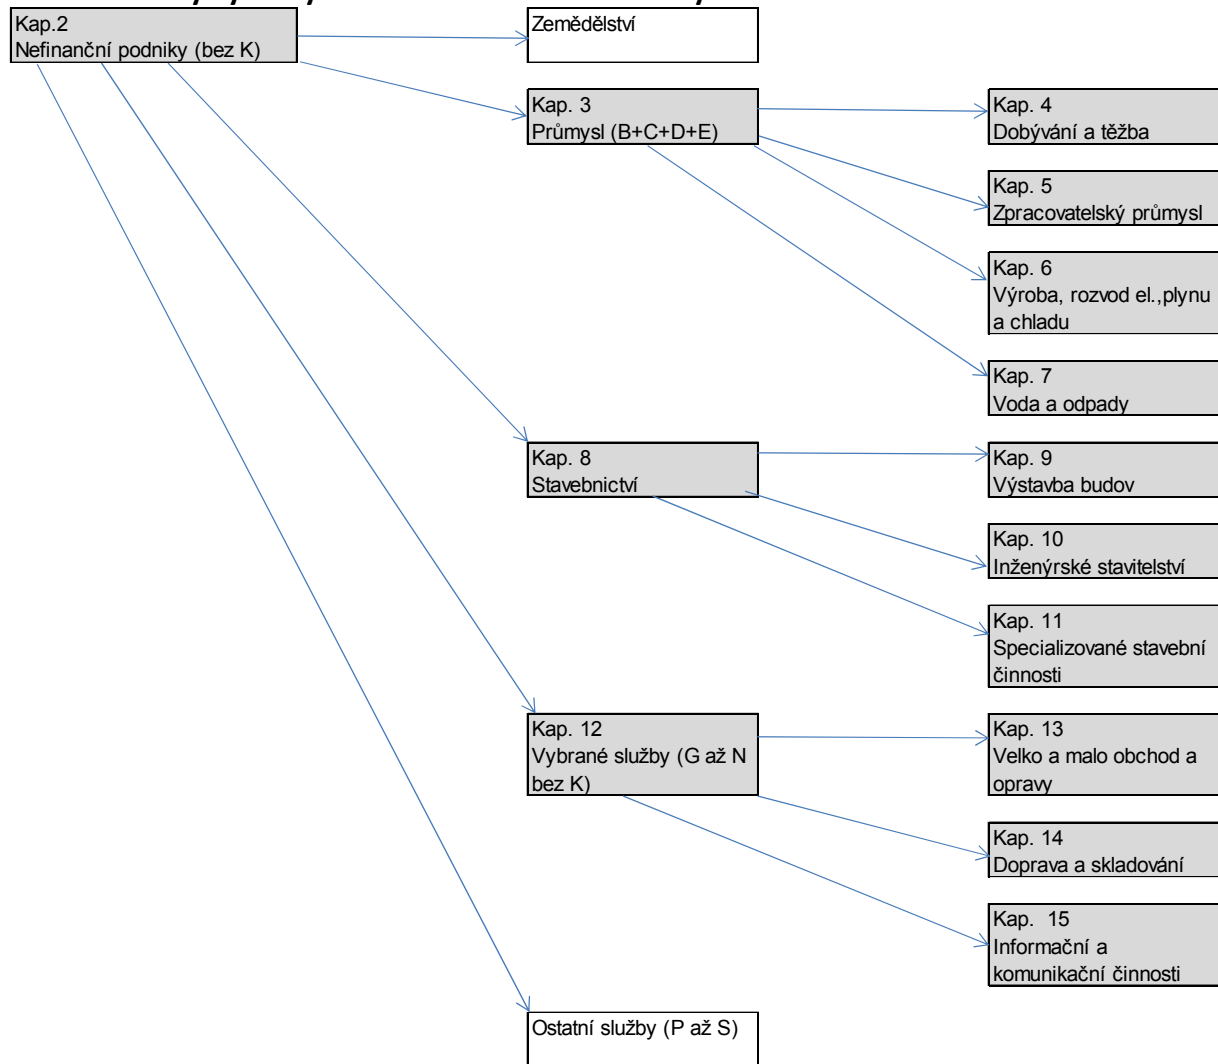 Kap.2
Nefinanční podniky (bez K)
Zemědělství
Kap. 3
Průmysl (B+C+D+E)
Kap. 4
Dobývání a těžba
Kap. 5
Zpracovatelský průmysl
Kap. 6
Výroba, rozvod el.,plynu
a chladu
Kap. 7
Voda a odpady
Kap. 8
Stavebnictví
Kap. 9
Výstavba budov
Kap. 10
Inženýrské stavitelství
Kap. 11
Specializované stavební
činnosti
Kap. 12
Vybrané služby (G až N
bez K)
Kap. 13
Velko a malo obchod a
opravy
Kap. 14
Doprava a skladování
Kap. 15
Informační a
komunikační činnosti
Ostatní služby (P až S)